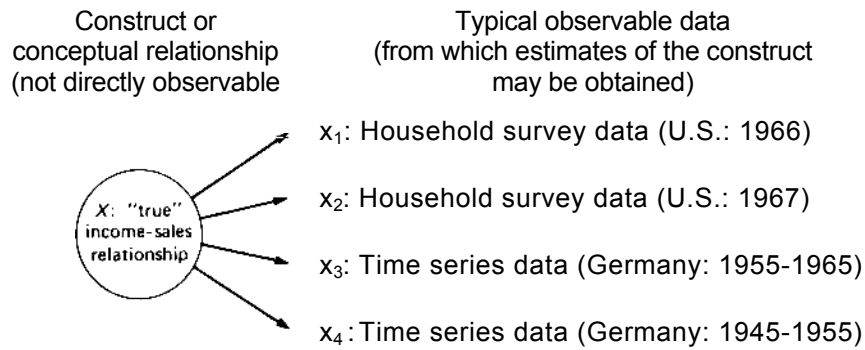 Construct or
conceptual relationship
(not directly observable
Typical observable data
(from which estimates of the construct
may be obtained)
X: "true"
income-sales
relationship
x₁: Household survey data (U.S.: 1966)
x₂: Household survey data (U.S.: 1967)
x₃: Time series data (Germany: 1955-1965)
x₄: Time series data (Germany: 1945-1955)